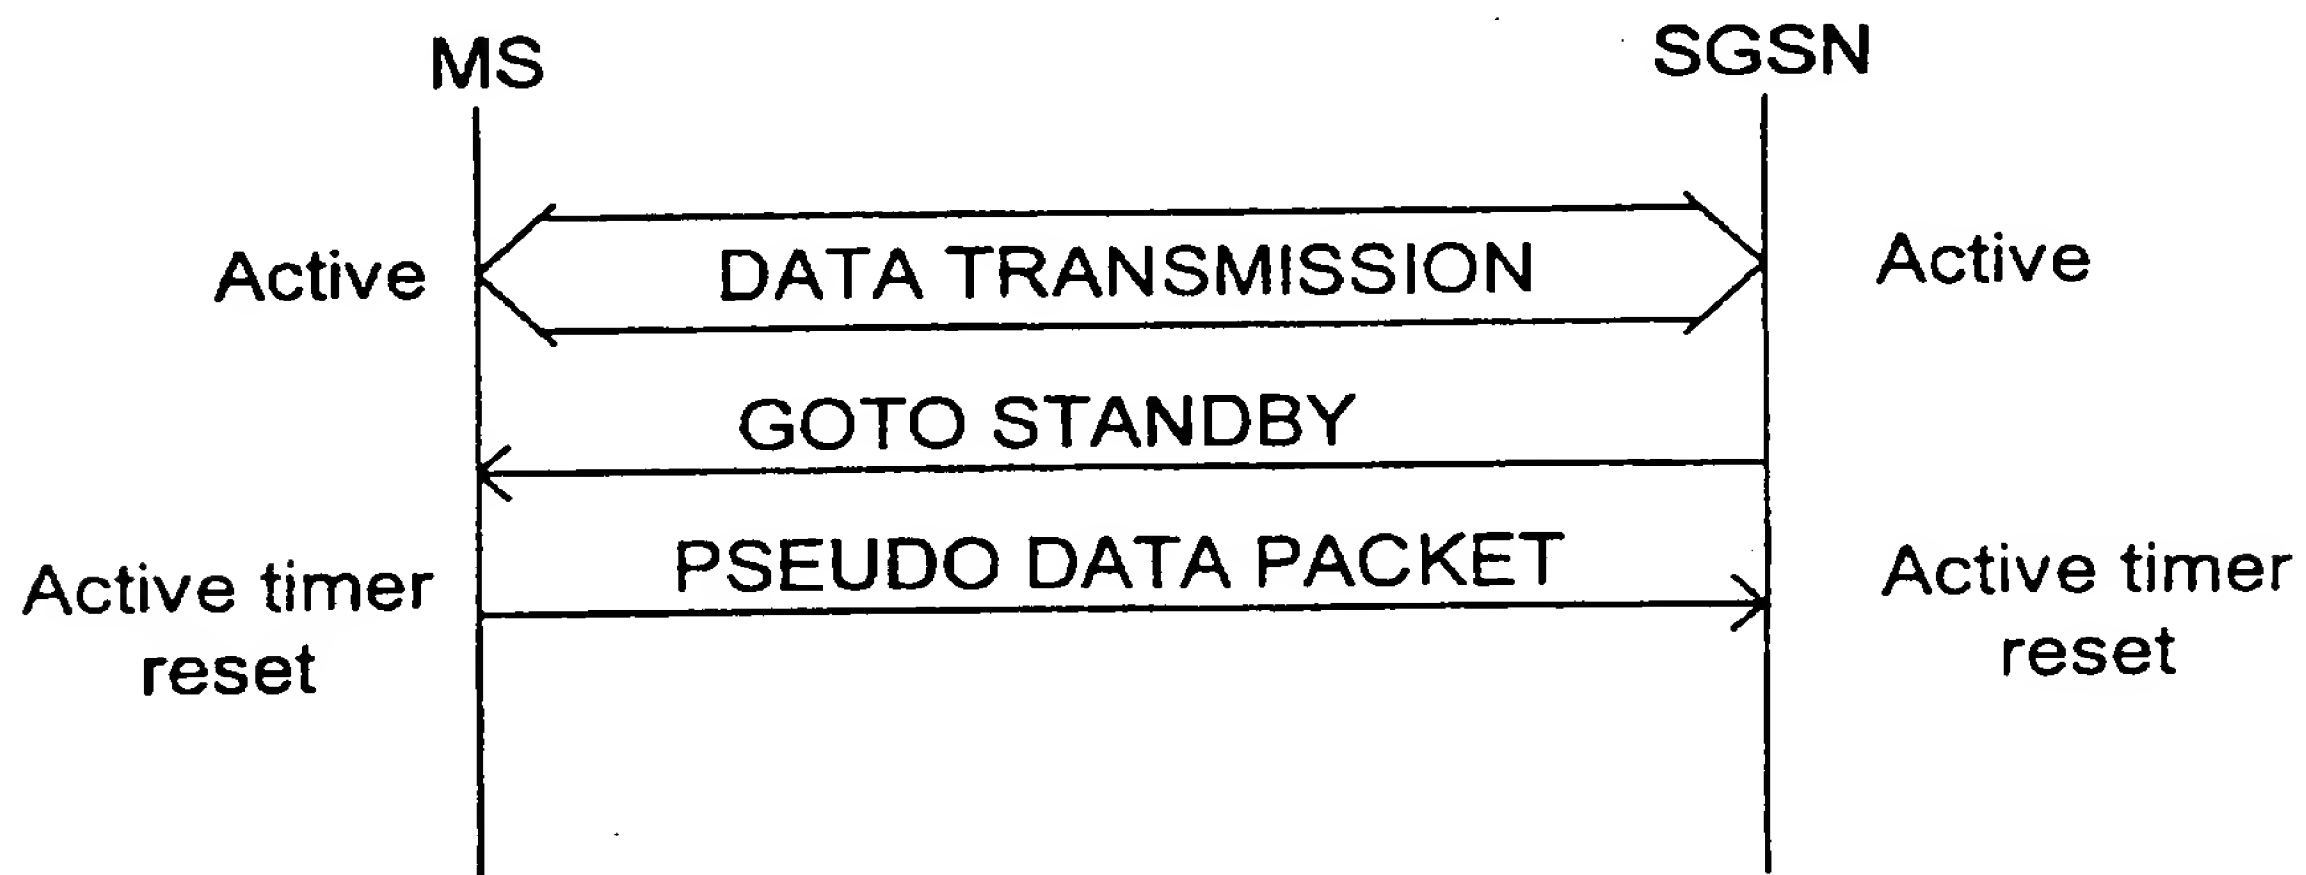 MS
SGSN
Active
DATA TRANSMISSION
Active
GOTO STANDBY
PSEUDO DATA PACKET
Active timer
reset
Active timer
reset